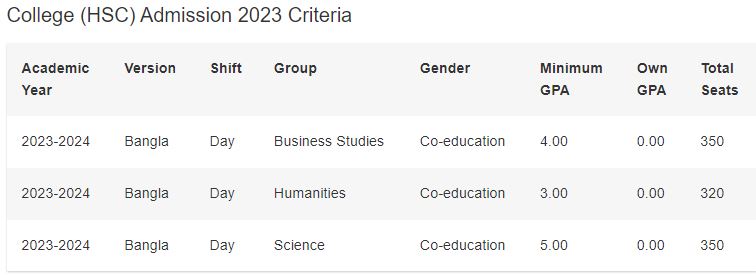 College (HSC) Admission 2023 Criteria
Academic Year Version Shift Group Gender Minimum GPA Own GPA Total Seats
2023-2024 Bangla Day Business Studies Co-education 4.00 0.00 350
2023-2024 Bangla Day Humanities Co-education 3.00 0.00 320
2023-2024 Bangla Day Science Co-education 5.00 0.00 350